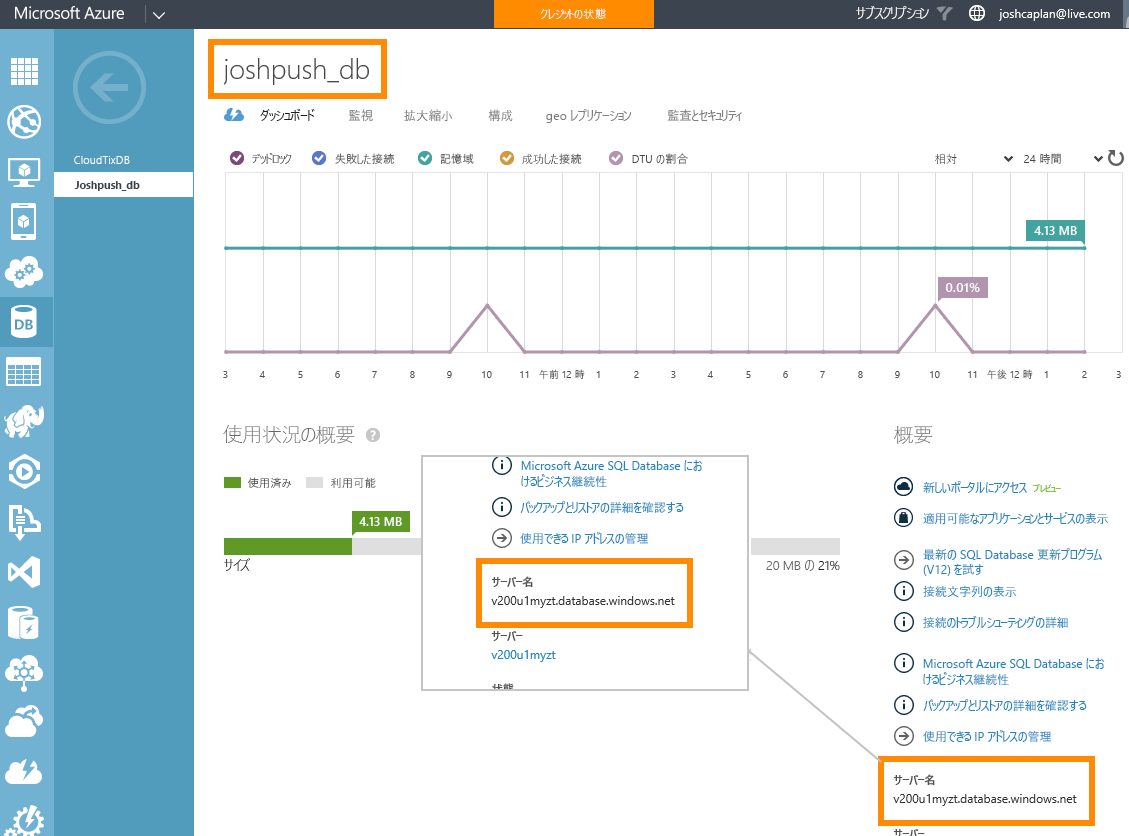 Microsoft Azure
クレジットの状態
サブスクリプション
joshcaplan@live.com
CloudTixDB
Joshpush_db
DB
joshpush_db
ダッシュボード 監視 拡大縮小 構成 geo レプリケーション 監査とセキュリティ
デッドロック 失敗した接続 記憶域 成功した接続 DTU の割合 相対 24 時間
4.13 MB
0.01%
3 4 5 6 7 8 9 10 11 午前 12 時 1 2 3 4 5 6 7 8 9 10 11 午後 12 時 1 2 3
使用状況の概要 ?
使用済み 利用可能
4.13 MB
サイズ
20 MB の 21%
Microsoft Azure SQL Database にお
けるビジネス継続性
バックアップとリストアの詳細を確認する
使用できる IP アドレスの管理
サーバー名
v200u1myzt.database.windows.net
サーバー
v200u1myzt
状態
概要
新しいポータルにアクセス プレビュー
適用可能なアプリケーションとサービスの表示
最新の SQL Database 更新プログラム
(V12) を試す
接続文字列の表示
接続のトラブルシューティングの詳細
Microsoft Azure SQL Database にお
けるビジネス継続性
バックアップとリストアの詳細を確認する
使用できる IP アドレスの管理
サーバー名
v200u1myzt.database.windows.net
サーバー